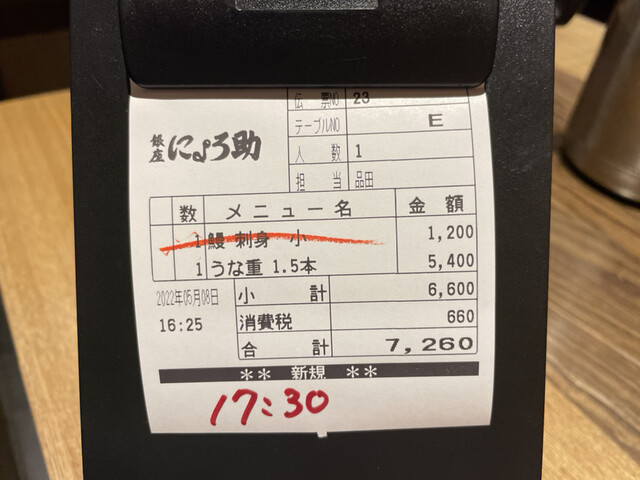 伝票NO 23
テーブルNO E
銀座 にょろ助
人数 1
担当 品田
数 メニュー名 金額
1 鰻 刺身 小 1,200
1 うな重 1.5本 5,400
2022年05月08日 小計 6,600
16:25 消費税 660
合計 7,260
** 新規 **
17:30